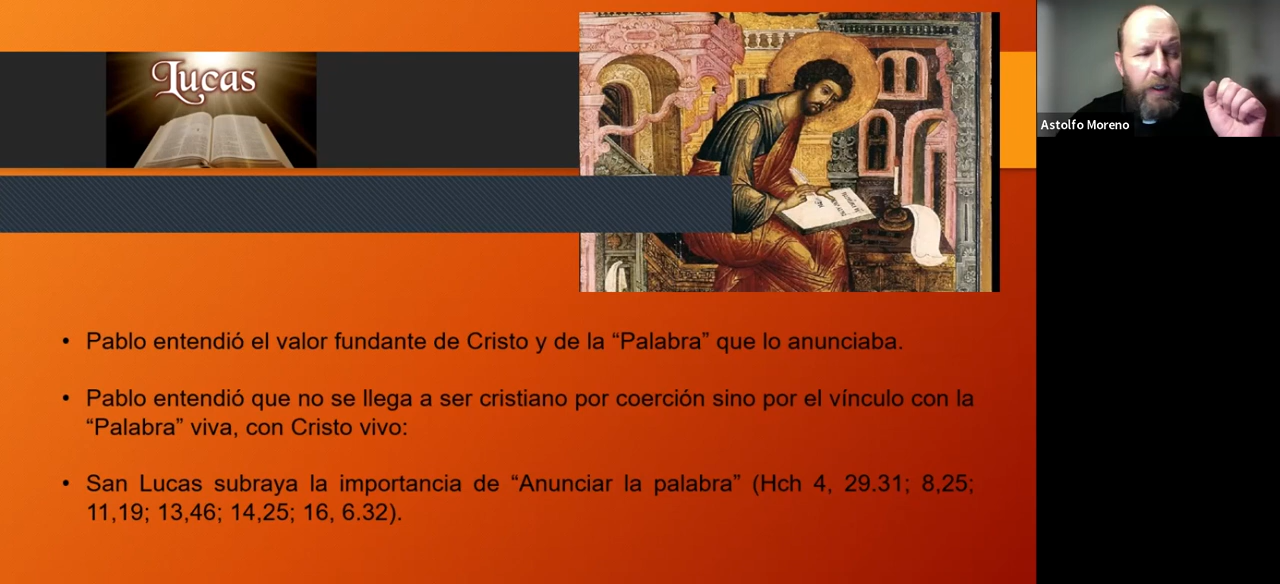 Lucas
Astolfo Moreno
• Pablo entendió el valor fundante de Cristo y de la “Palabra” que lo anunciaba.
• Pablo entendió que no se llega a ser cristiano por coerción sino por el vínculo con la
“Palabra” viva, con Cristo vivo:
• San Lucas subraya la importancia de “Anunciar la palabra” (Hch 4, 29.31; 8,25;
11,19; 13,46; 14,25; 16, 6.32).